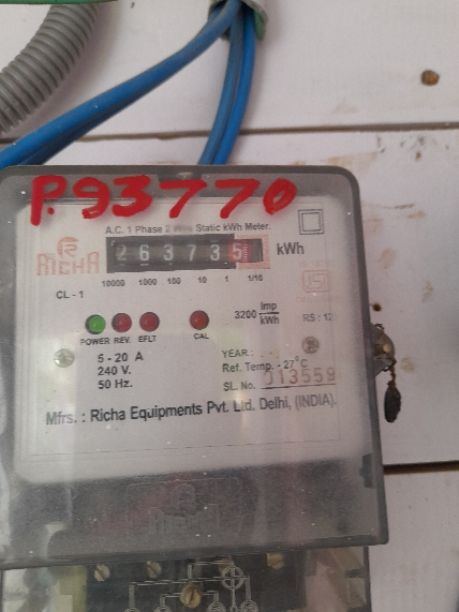 P.93770
A.C. 1 Phase 2 Wire Static kWh Meter.
RICHA
263735 kWh
10000 1000 100 10 1 1/10
CL - 1
3200 Imp/kWh
RS : 12
POWER REV. EFLT CAL
5 - 20 A
240 V.
50 Hz.
YEAR :
Ref. Temp. - 27°C
SL. No. 013559
Mfrs. : Richa Equipments Pvt. Ltd. Delhi, (INDIA).